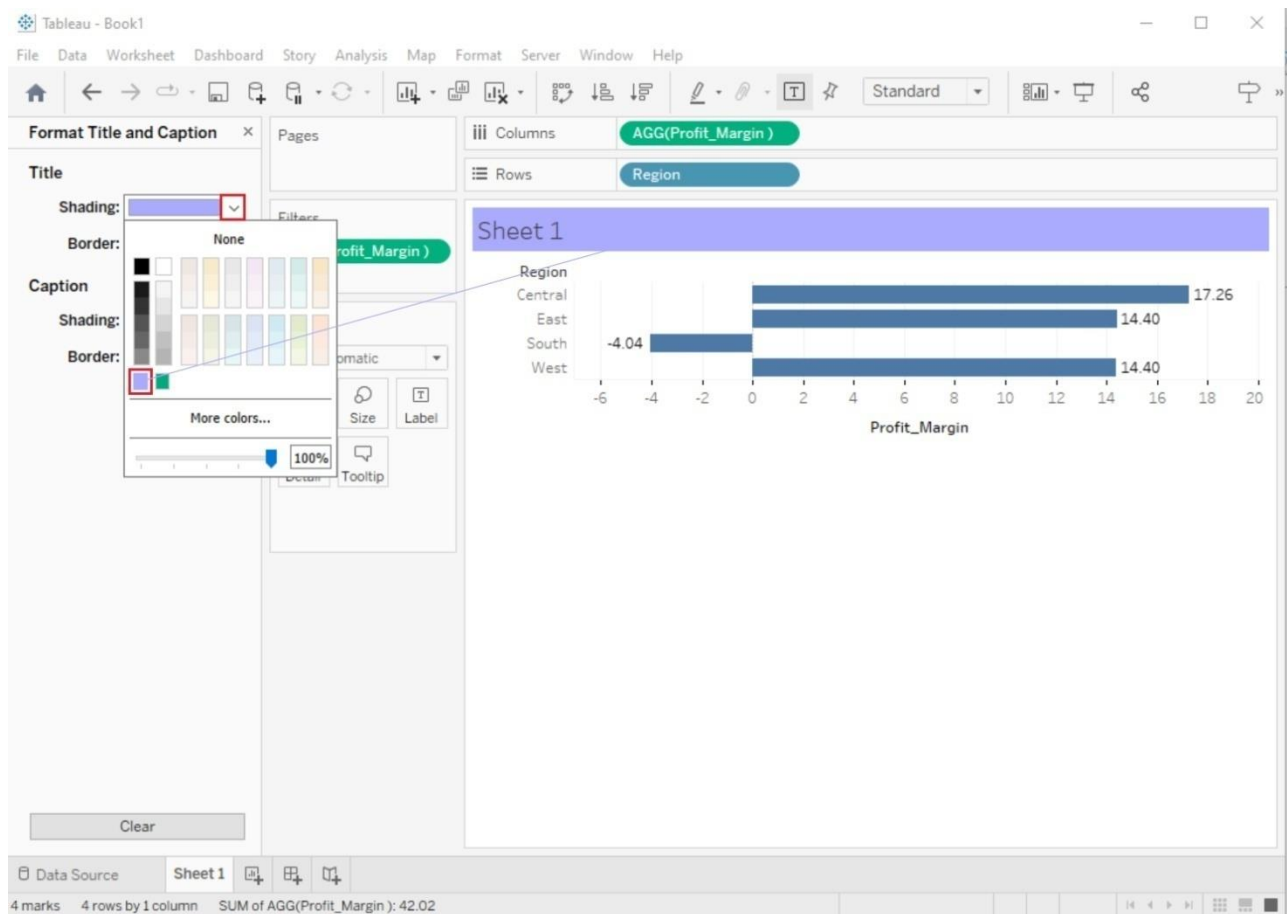 Tableau - Book1
File Data Worksheet Dashboard Story Analysis Map Format Server Window Help
Standard
Format Title and Caption
Pages
iii Columns
AGG(Profit_Margin )
Title
Rows
Region
Shading:
Filters
Sheet 1
Border:
None
rofit_Margin )
Region
Caption
Central
17.26
Shading:
East
14.40
Border:
omatic
South
-4.04
West
14.40
-6 -4 -2 0 2 4 6 8 10 12 14 16 18 20
More colors...
Size
Label
Profit_Margin
100%
Detail
Tooltip
Clear
Data Source
Sheet 1
4 marks 4 rows by 1 column SUM of AGG(Profit_Margin ): 42.02